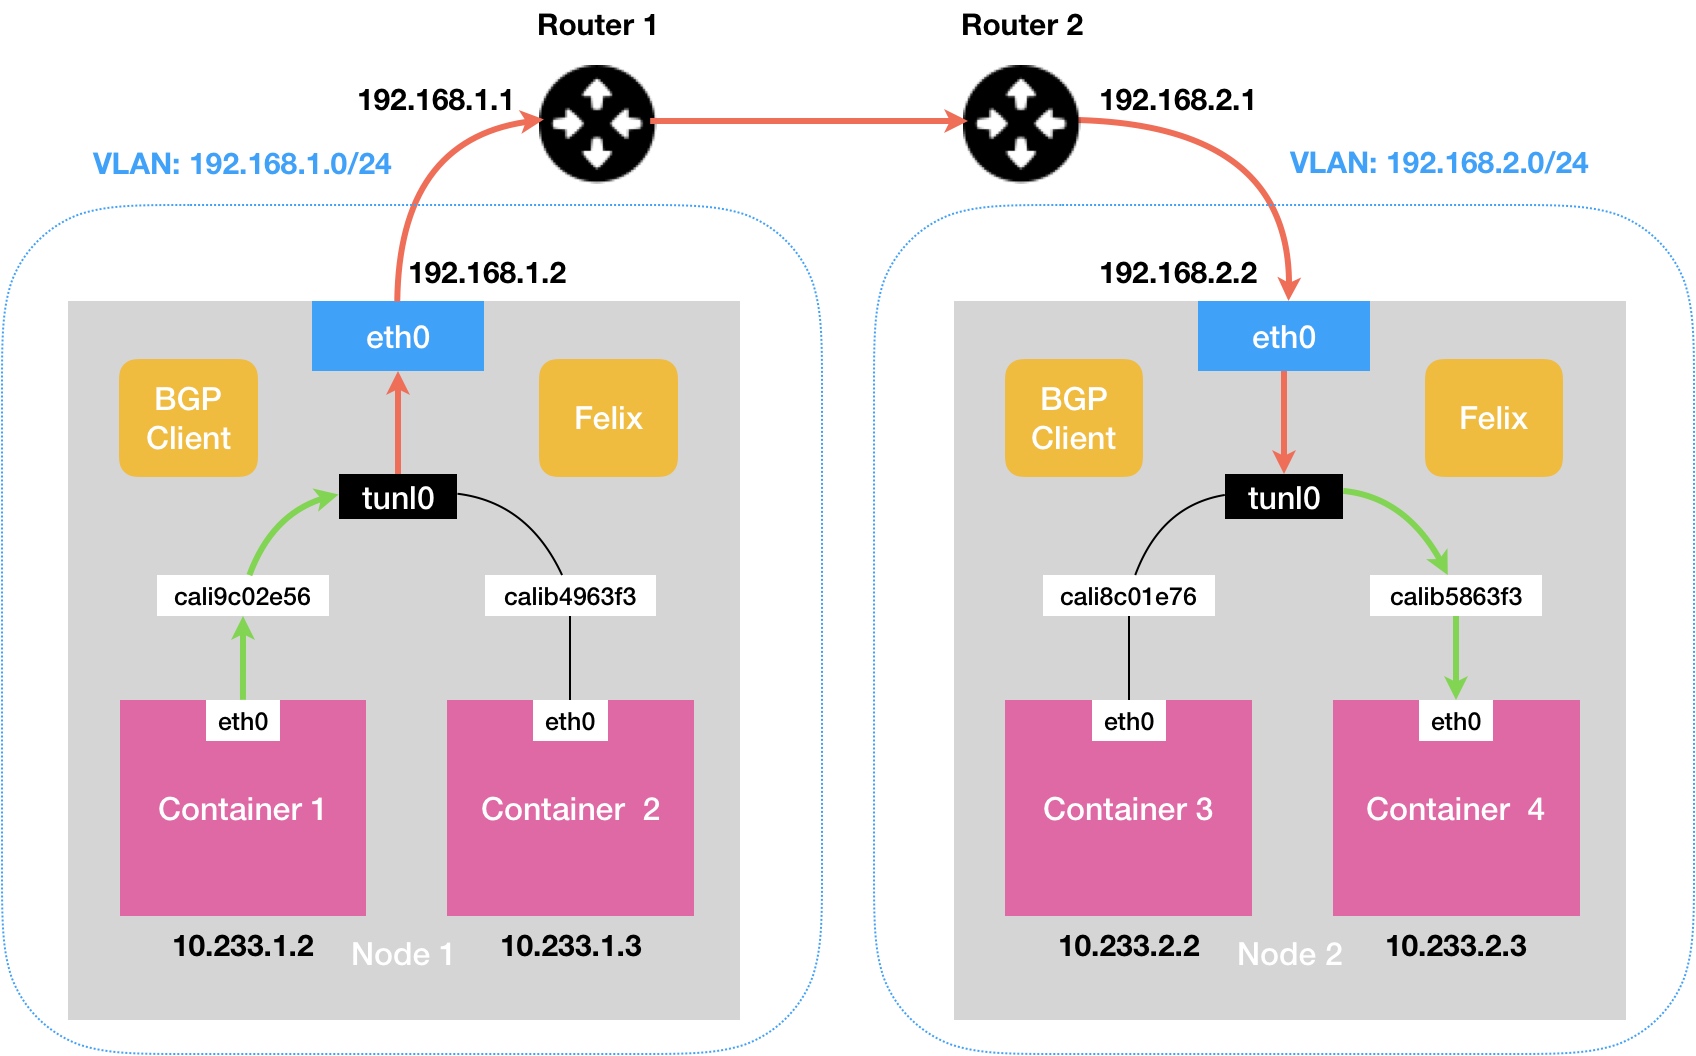 Router 1
Router 2
192.168.1.1
192.168.2.1
VLAN: 192.168.1.0/24
VLAN: 192.168.2.0/24
192.168.1.2
192.168.2.2
eth0
eth0
BGP
Client
Felix
BGP
Client
Felix
tunl0
tunl0
cali9c02e56
calib4963f3
cali8c01e76
calib5863f3
eth0
eth0
eth0
eth0
Container 1
Container 2
Container 3
Container 4
10.233.1.2
Node 1
10.233.1.3
10.233.2.2
Node 2
10.233.2.3